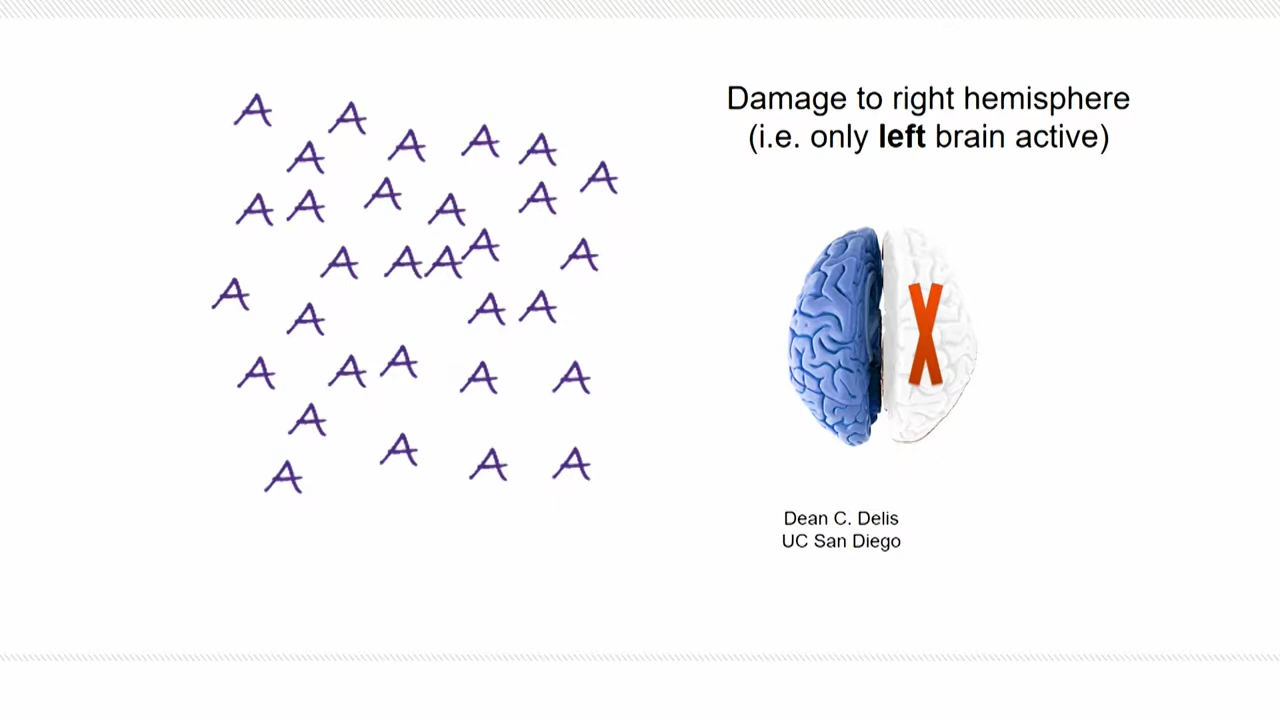 A A
A A A A A
A A A A A
A A A A A
A
A A A
A A A A A
A
A A A A
Damage to right hemisphere
(i.e. only left brain active)
Dean C. Delis
UC San Diego